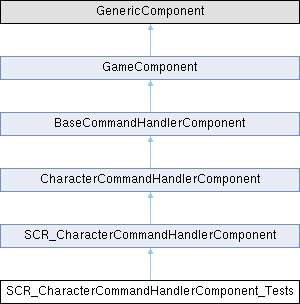 GenericComponent
GameComponent
BaseCommandHandlerComponent
CharacterCommandHandlerComponent
SCR_CharacterCommandHandlerComponent
SCR_CharacterCommandHandlerComponent_Tests